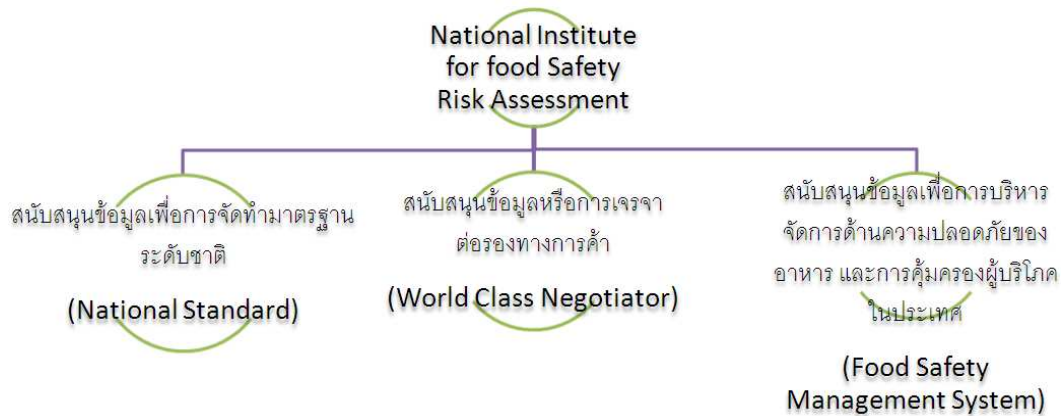 National Institute
for food Safety
Risk Assessment
สนับสนุนข้อมูลเพื่อการจัดทำมาตรฐาน
ระดับชาติ
(National Standard)
สนับสนุนข้อมูลหรือการเจรจา
ต่อรองทางการค้า
(World Class Negotiator)
สนับสนุนข้อมูลเพื่อการบริหาร
จัดการด้านความปลอดภัยของ
อาหาร และการคุ้มครองผู้บริโภค
ในประเทศ
(Food Safety
Management System)